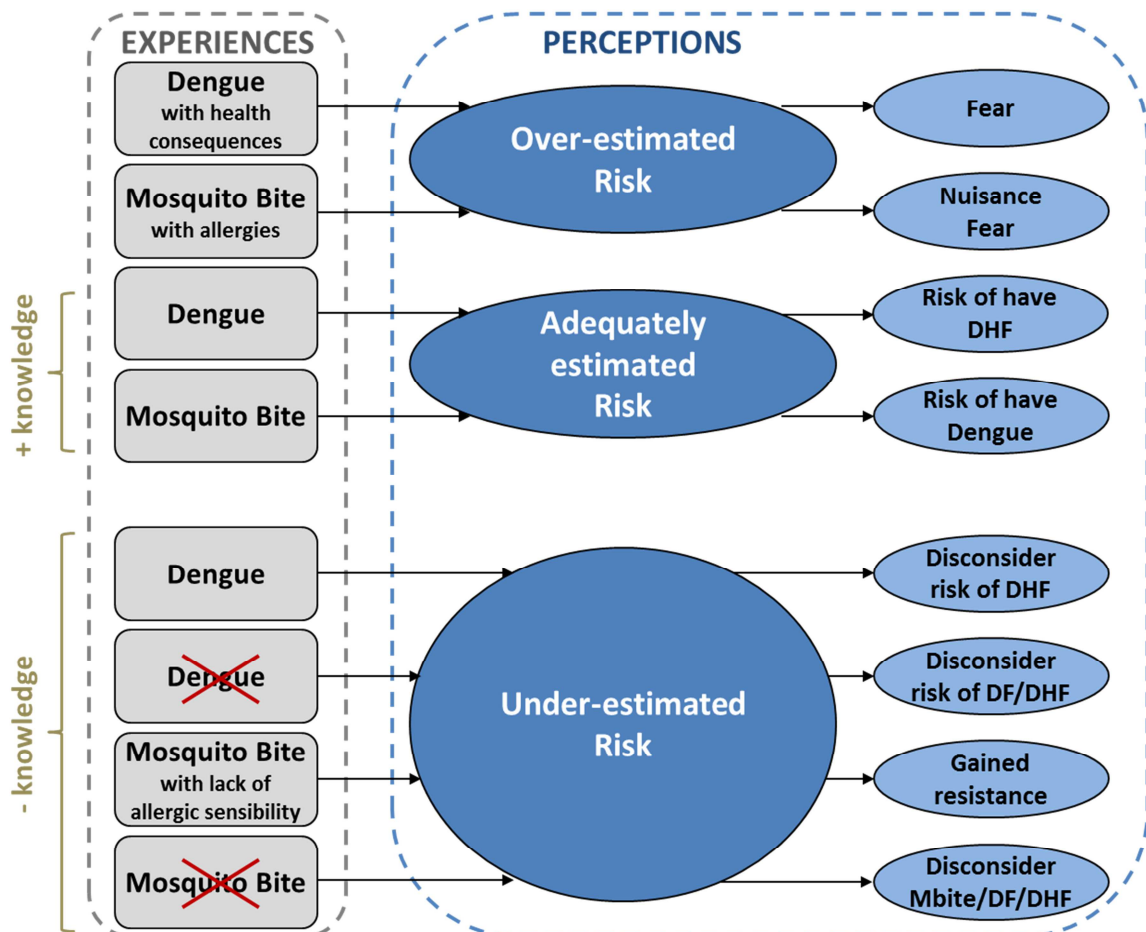 EXPERIENCES
PERCEPTIONS
Dengue
with health
consequences
Over-estimated
Risk
Fear
Mosquito Bite
with allergies
Nuisance
Fear
+ knowledge
Dengue
Adequately
estimated
Risk
Risk of have
DHF
Mosquito Bite
Risk of have
Dengue
- knowledge
Dengue
Under-estimated
Risk
Disconsider
risk of DHF
Dengue
Disconsider
risk of DF/DHF
Mosquito Bite
with lack of
allergic sensibility
Gained
resistance
Mosquito Bite
Disconsider
Mbite/DF/DHF